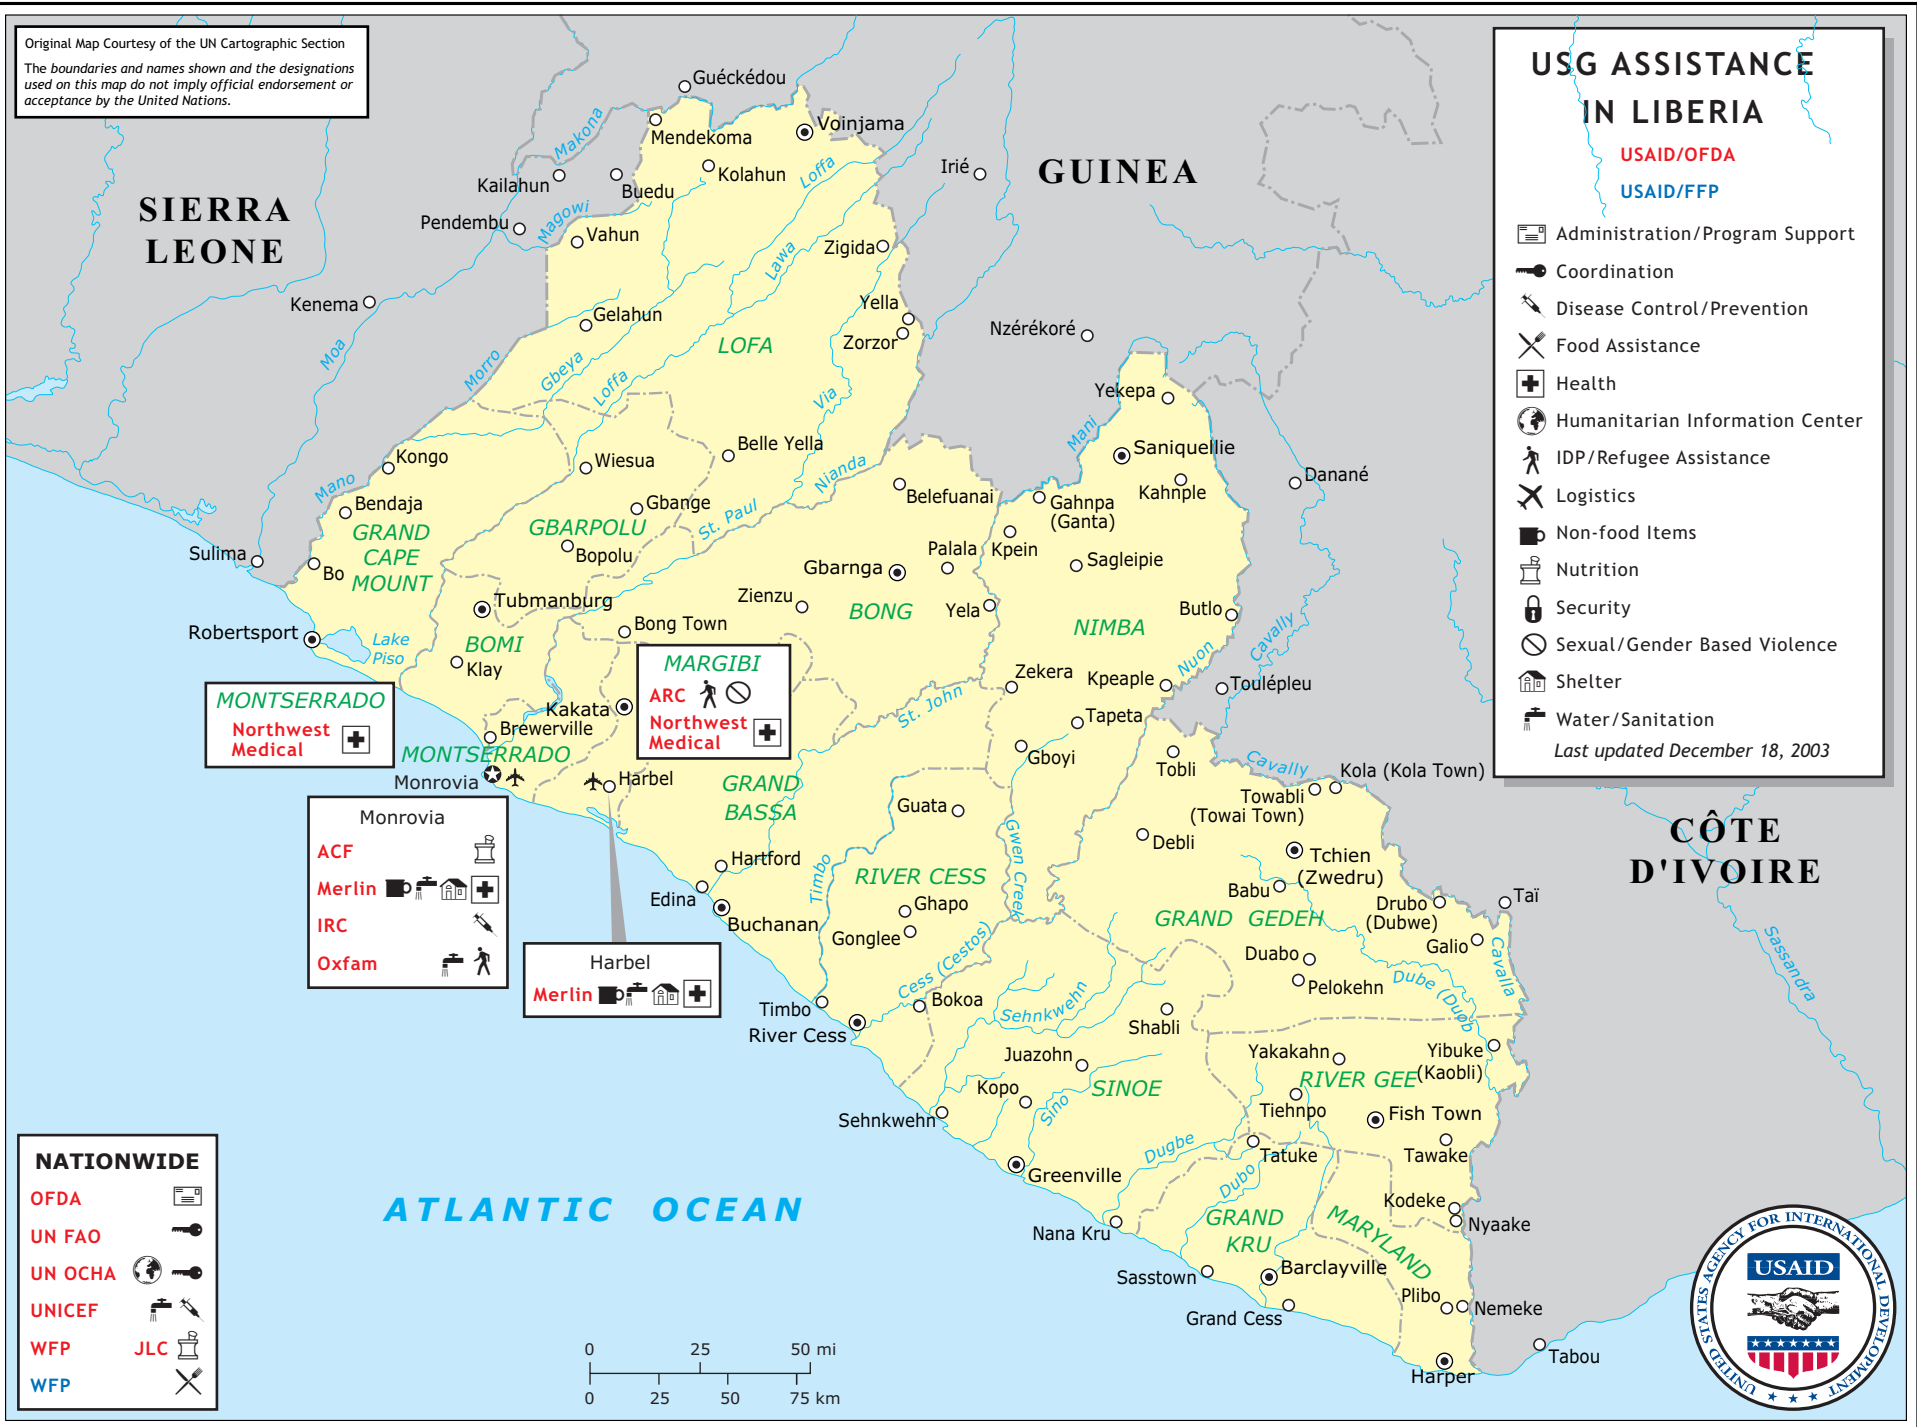 Original Map Courtesy of the UN Cartographic Section
The boundaries and names shown and the designations
used on this map do not imply official endorsement or
acceptance by the United Nations.
USG ASSISTANCE
IN LIBERIA
USAID/OFDA
USAID/FFP
Administration/Program Support
Coordination
Disease Control/Prevention
Food Assistance
Health
Humanitarian Information Center
IDP/Refugee Assistance
Logistics
Non-food Items
Nutrition
Security
Sexual/Gender Based Violence
Shelter
Water/Sanitation
Last updated December 18, 2003
SIERRA
LEONE
GUINEA
CÔTE
D'IVOIRE
ATLANTIC OCEAN
Guéckédou
Mendekoma
Voinjama
Makona
Kolahun
Loffa
Irié
Kailahun
Buedu
Pendembu
Magowi
Vahun
Zigida
Lawa
Kenema
Yella
Gelahun
Zorzor
Nzérékoré
LOFA
Moa
Morro
Gbeya
Loffa
Via
Yekepa
Mani
Belle Yella
Saniquellie
Kongo
Wiesua
Nianda
Danané
Mano
Belefuanai
Kahnple
Bendaja
Gbange
Gahnpa
(Ganta)
St. Paul
GRAND
CAPE
MOUNT
GBARPOLU
Sulima
Bopolu
Palala
Kpein
Sagleipie
Bo
Gbarnga
Tubmanburg
Zienzu
BONG
Yela
Butlo
Robertsport
Lake
Piso
BOMI
Bong Town
NIMBA
Cavally
Klay
Nuon
Zekera
Kpeaple
Toulépleu
MARGIBI
ARC
Northwest
Medical
MONTSERRADO
Northwest
Medical
Kakata
St. John
Tapeta
Brewerville
MONTSERRADO
Gboyi
Tobli
Cavally
Kola (Kola Town)
Monrovia
Harbel
GRAND
BASSA
Guata
Towabli
(Towai Town)
Gwen Creek
Debli
Monrovia
ACF
Merlin
IRC
Oxfam
Hartford
Timbo
RIVER CESS
Tchien
(Zwedru)
Edina
Babu
Buchanan
Ghapo
GRAND GEDEH
Drubo
(Dubwe)
Taï
Gonglee
Galio
Cavalla
Harbel
Merlin
Cess (Cestos)
Duabo
Sassandra
Pelokehn
Dube (Duob
Timbo
Bokoa
River Cess
Sehnkwehn
Shabli
Juazohn
Yakakahn
Yibuke
(Kaobli)
Kopo
SINOE
RIVER GEE
Sino
Tiehnpo
Fish Town
Sehnkwehn
Dugbe
Tatuke
Tawake
Greenville
Dubo
Kodeke
Nana Kru
GRAND
KRU
MARYLAND
Nyaake
Sasstown
Barclayville
Plibo
Nemeke
Grand Cess
Tabou
Harper
NATIONWIDE
OFDA
UN FAO
UN OCHA
UNICEF
WFP JLC
WFP
0 25 50 mi
0 25 50 75 km
UNITED STATES AGENCY FOR INTERNATIONAL DEVELOPMENT
USAID